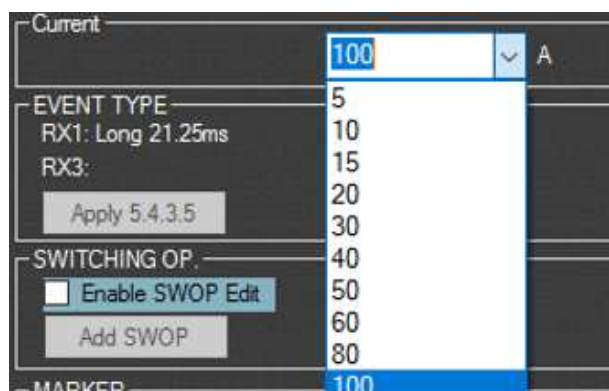 Current
100 A
EVENT TYPE
RX1: Long 21.25ms
RX3:
Apply 5.4.3.5
SWITCHING OP.
Enable SWOP Edit
Add SWOP
MARKER
5
10
15
20
30
40
50
60
80
100